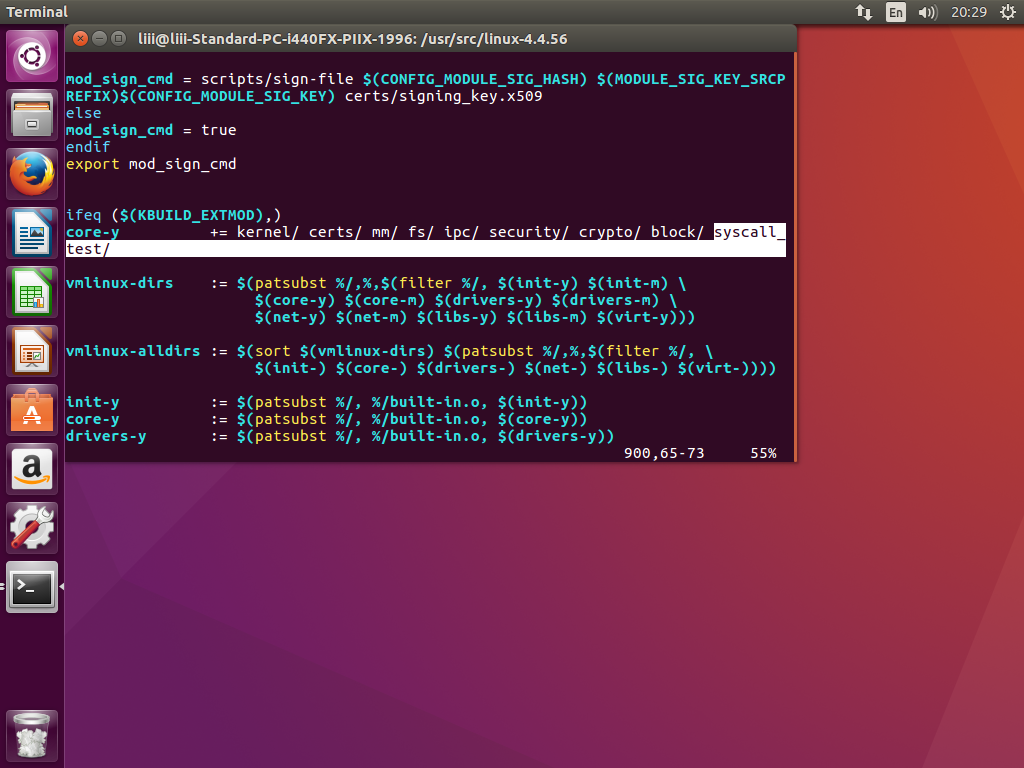 Terminal
En
20:29
liii@liii-Standard-PC-i440FX-PIIX-1996: /usr/src/linux-4.4.56
mod_sign_cmd = scripts/sign-file $(CONFIG_MODULE_SIG_HASH) $(MODULE_SIG_KEY_SRCP
REFIX)$(CONFIG_MODULE_SIG_KEY) certs/signing_key.x509
else
mod_sign_cmd = true
endif
export mod_sign_cmd
ifeq ($(KBUILD_EXTMOD),)
core-y          += kernel/ certs/ mm/ fs/ ipc/ security/ crypto/ block/ syscall_
test/
vmlinux-dirs    := $(patsubst %/,%,$(filter %/, $(init-y) $(init-m) \
                     $(core-y) $(core-m) $(drivers-y) $(drivers-m) \
                     $(net-y) $(net-m) $(libs-y) $(libs-m) $(virt-y)))
vmlinux-alldirs := $(sort $(vmlinux-dirs) $(patsubst %/,%,$(filter %/, \
                     $(init-) $(core-) $(drivers-) $(net-) $(libs-) $(virt-))))
init-y          := $(patsubst %/, %/built-in.o, $(init-y))
core-y          := $(patsubst %/, %/built-in.o, $(core-y))
drivers-y       := $(patsubst %/, %/built-in.o, $(drivers-y))
900,65-73     55%